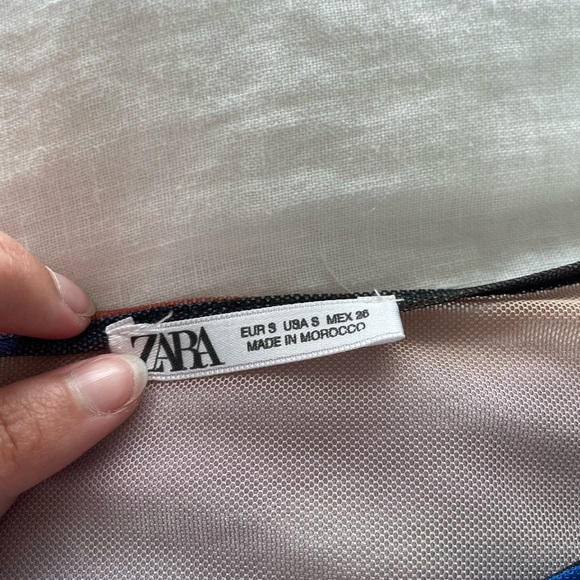 ZARA
EUR S USA S MEX 26
MADE IN MOROCCO